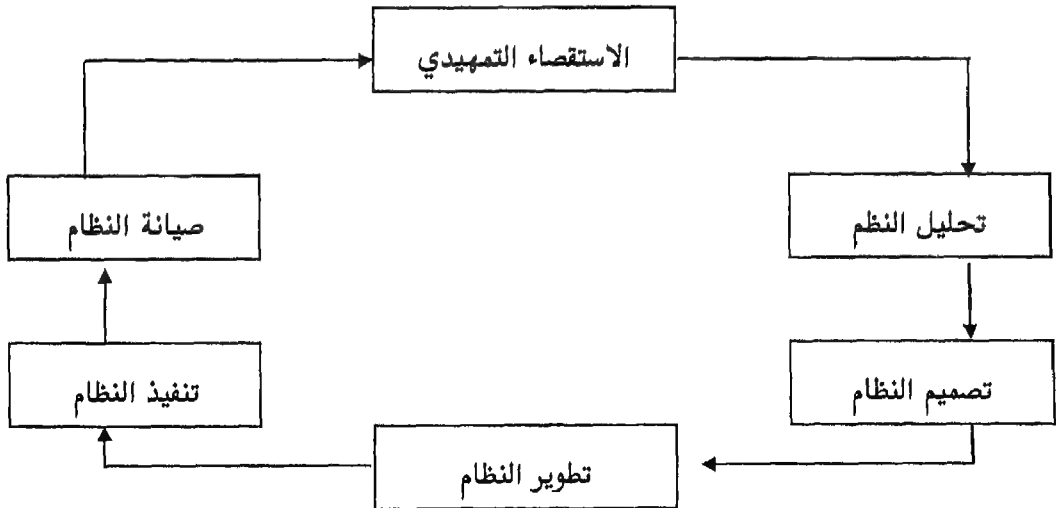 الاستقصاء التمهيدي
صيانة النظام
تحليل النظم
تنفيذ النظام
تصميم النظام
تطوير النظام